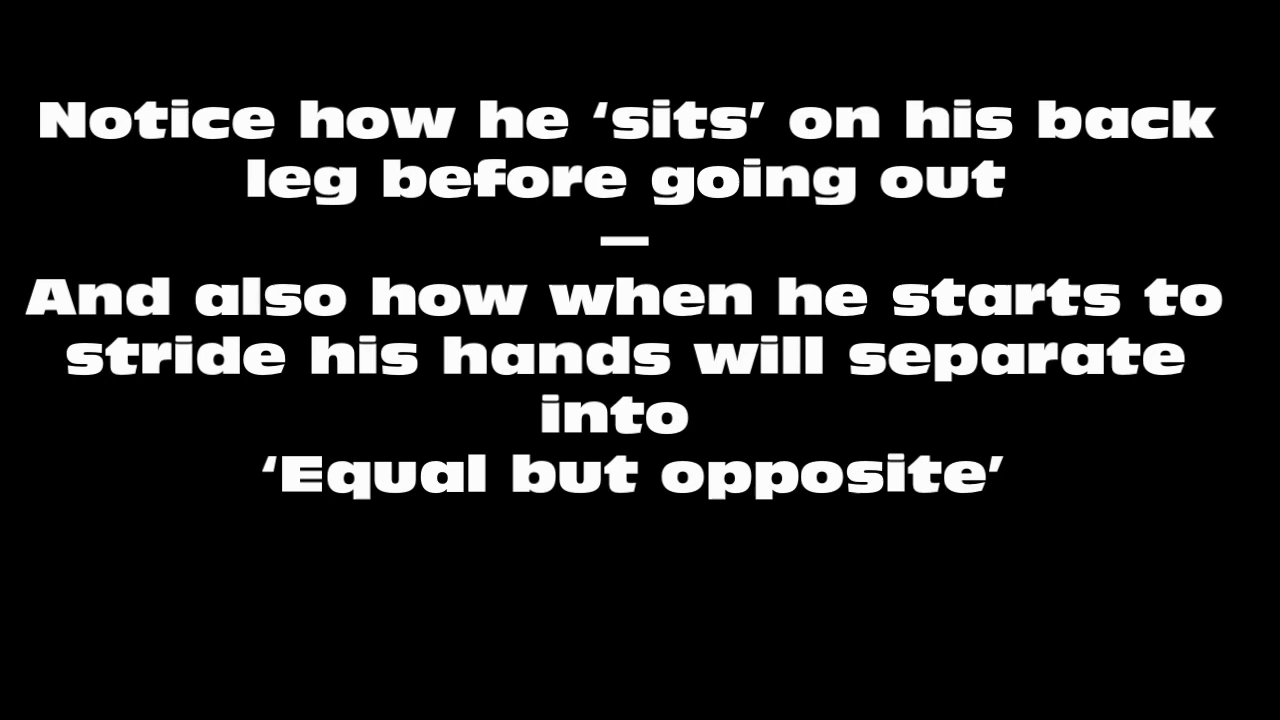 Notice how he ‘sits’ on his back
leg before going out
—
And also how when he starts to
stride his hands will separate
into
‘Equal but opposite’